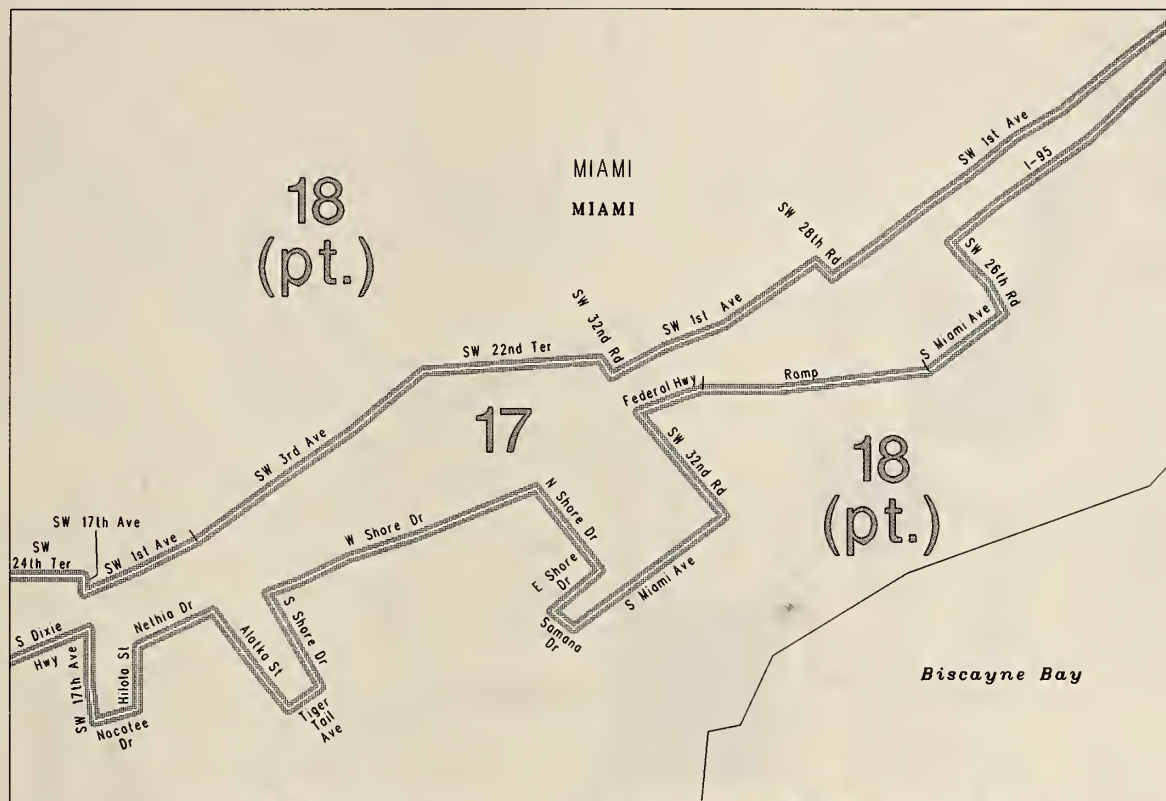 SW 1st Ave
I-95
MIAMI
MIAMI
18
(pt.)
SW 28th Rd
SW 26th Rd
SW 32nd Rd
SW 1st Ave
S Miami Ave
SW 22nd Ter
Ramp
Federal Hwy
17
SW 3rd Ave
SW 32nd Rd
18
(pt.)
N Shore Dr
SW 17th Ave
W Shore Dr
SW
24th Ter
SW 1st Ave
E Shore
Dr
S Miami Ave
Samana
Dr
S Dixie
Hwy
Nethia Dr
S Shore Dr
Alatka St
Hilola St
SW 17th Ave
Biscayne Bay
Tiger
Tail
Ave
Nocatee
Dr